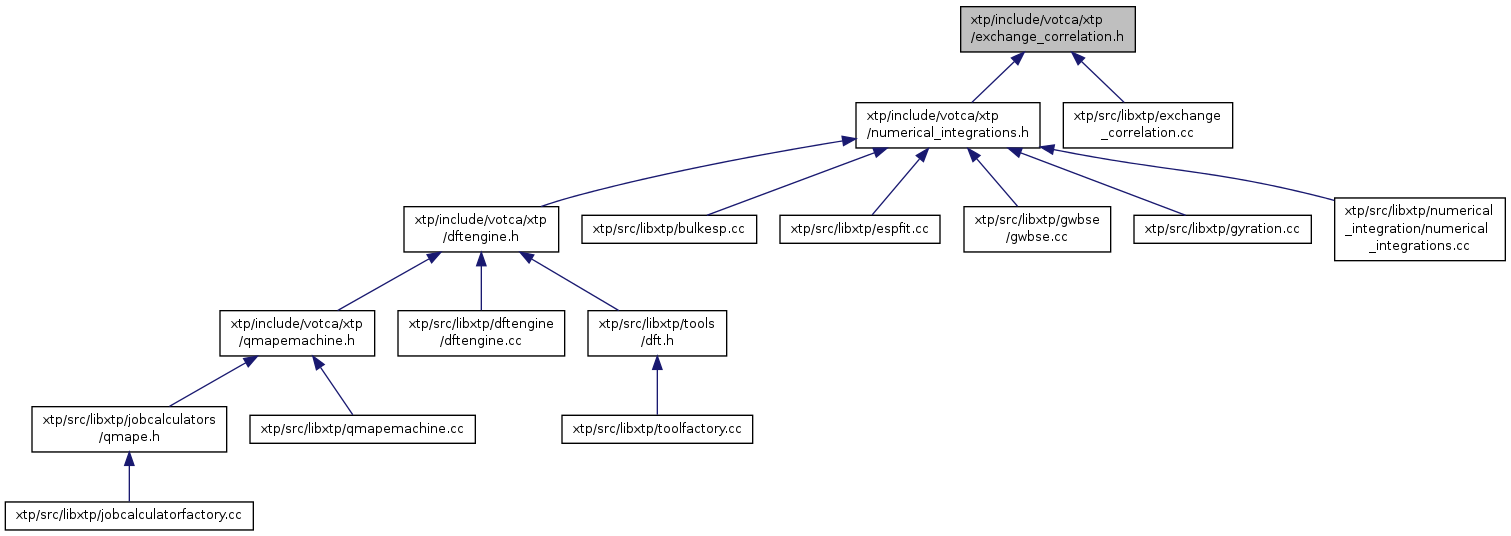 xtp/include/votca/xtp
/exchange_correlation.h
xtp/include/votca/xtp
/numerical_integrations.h
xtp/src/libxtp/exchange
_correlation.cc
xtp/include/votca/xtp
/dftengine.h
xtp/src/libxtp/bulkesp.cc
xtp/src/libxtp/espfit.cc
xtp/src/libxtp/gwbse
/gwbse.cc
xtp/src/libxtp/gyration.cc
xtp/src/libxtp/numerical
_integration/numerical
_integrations.cc
xtp/include/votca/xtp
/qmapemachine.h
xtp/src/libxtp/dftengine
/dftengine.cc
xtp/src/libxtp/tools
/dft.h
xtp/src/libxtp/jobcalculators
/qmape.h
xtp/src/libxtp/qmapemachine.cc
xtp/src/libxtp/toolfactory.cc
xtp/src/libxtp/jobcalculatorfactory.cc